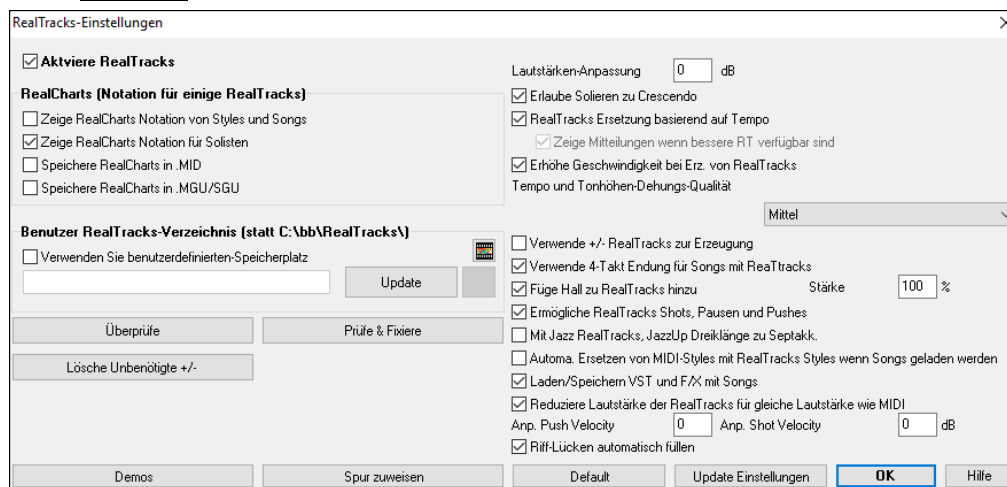 RealTracks-Einstellungen
Aktviere RealTracks
RealCharts (Notation für einige RealTracks)
Zeige RealCharts Notation von Styles und Songs
Zeige RealCharts Notation für Solisten
Speichere RealCharts in .MID
Speichere RealCharts in .MGU/SGU
Benutzer RealTracks-Verzeichnis (statt C:\bb\RealTracks\)
Verwenden Sie benutzerdefinierten-Speicherplatz
Update
Überprüfe Prüfe & Fixiere
Lösche Unbenötigte +/-
Lautstärken-Anpassung 0 dB
Erlaube Solieren zu Crescendo
RealTracks Ersetzung basierend auf Tempo
Zeige Mitteilungen wenn bessere RT verfügbar sind
Erhöhe Geschwindigkeit bei Erz. von RealTracks
Tempo und Tonhöhen-Dehungs-Qualität
Mittel
Verwende +/- RealTracks zur Erzeugung
Verwende 4-Takt Endung für Songs mit ReaTtracks
Füge Hall zu RealTracks hinzu Stärke 100 %
Ermögliche RealTracks Shots, Pausen und Pushes
Mit Jazz RealTracks, JazzUp Dreiklänge zu Septakk.
Automa. Ersetzen von MIDI-Styles mit RealTracks Styles wenn Songs geladen werden
Laden/Speichern VST und F/X mit Songs
Reduziere Lautstärke der RealTracks für gleiche Lautstärke wie MIDI
Anp. Push Velocity 0 Anp. Shot Velocity 0 dB
Riff-Lücken automatisch füllen
Demos Spur zuweisen Default Update Einstellungen OK Hilfe